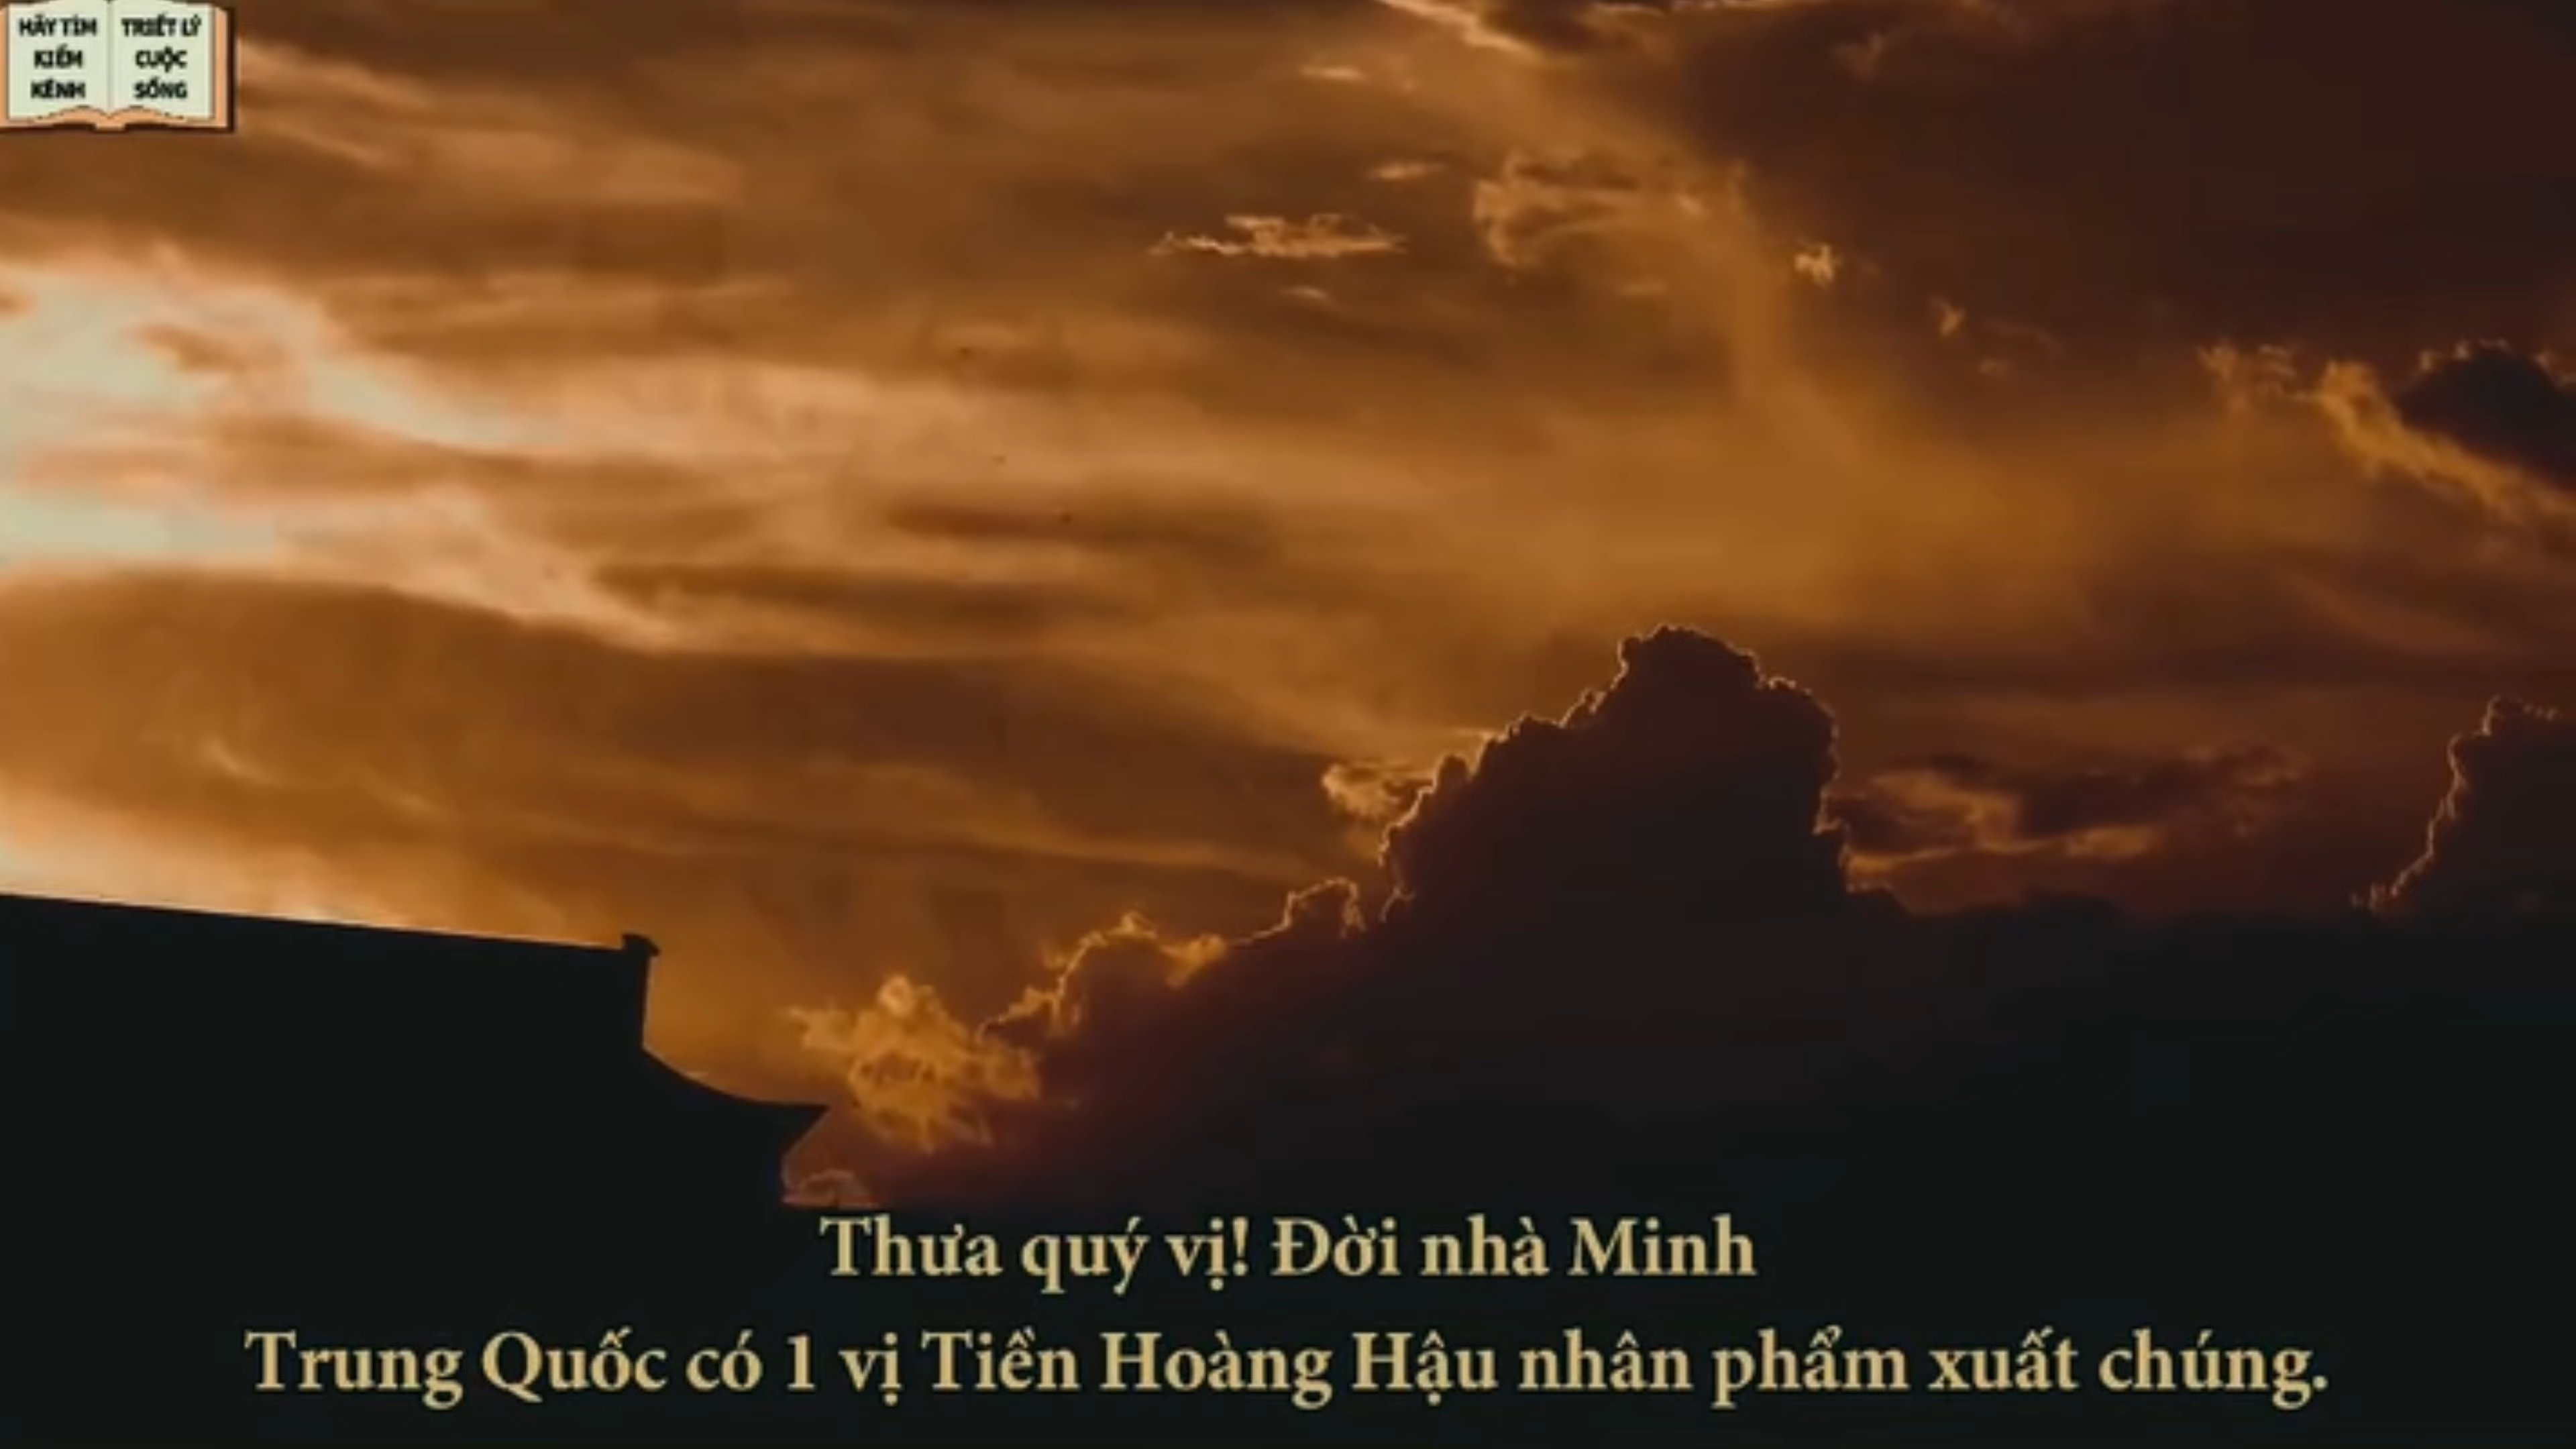 HÃY TÌM
KIẾM
KÊNH
TRIẾT LÝ
CUỘC
SỐNG
Thưa quý vị! Đời nhà Minh
Trung Quốc có 1 vị Tiền Hoàng Hậu nhân phẩm xuất chúng.